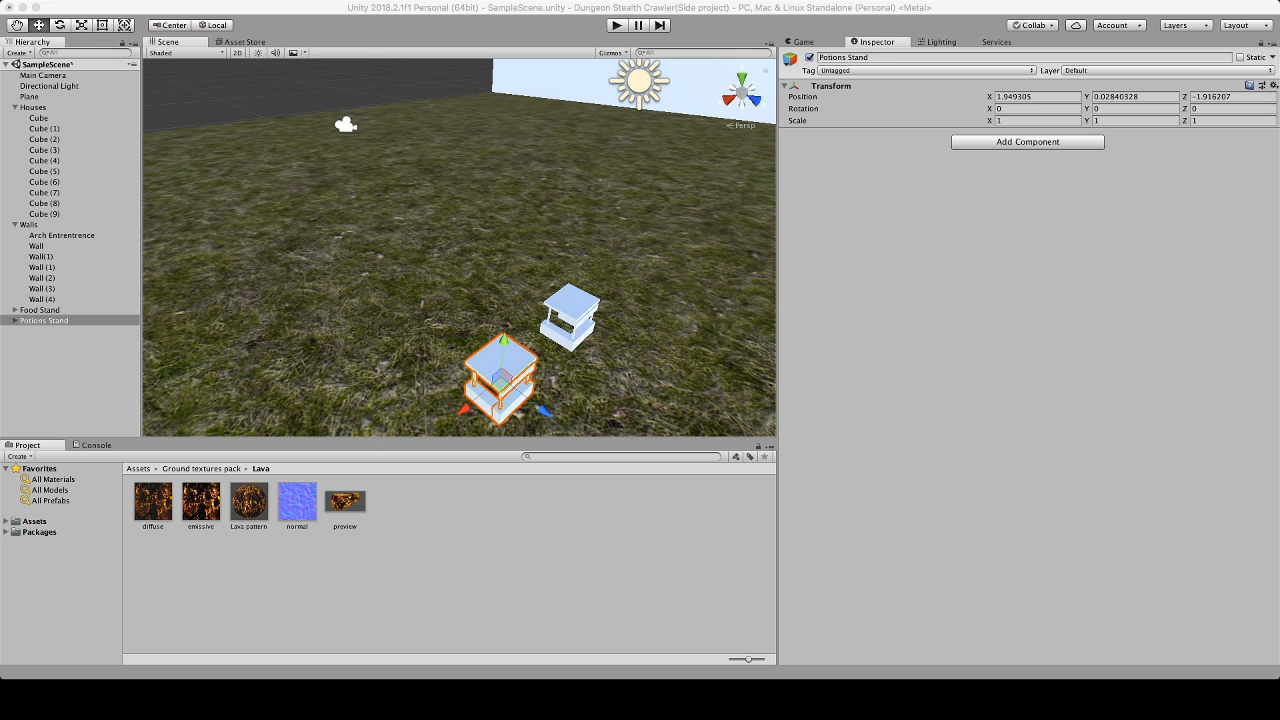 Unity 2018.2.1f1 Personal (64bit) - SampleScene.unity - Dungeon Stealth Crawler(Side project) - PC, Mac & Linux Standalone (Personal) <Metal>
Center Local Collab Account Layers Layout
Hierarchy
Create All
SampleScene*
Main Camera
Directional Light
Plane
Houses
Cube
Cube (1)
Cube (2)
Cube (3)
Cube (4)
Cube (5)
Cube (6)
Cube (7)
Cube (8)
Cube (9)
Walls
Arch Entrentrence
Wall
Wall(1)
Wall (1)
Wall (2)
Wall (3)
Wall (4)
Food Stand
Potions Stand
Scene Asset Store
Shaded 2D Gizmos All
Persp
Game Inspector Lighting Services
Potions Stand Static
Tag Untagged Layer Default
Transform
Position X 1.949305 Y 0.02840328 Z -1.916207
Rotation X 0 Y 0 Z 0
Scale X 1 Y 1 Z 1
Add Component
Project Console
Create
Favorites
All Materials
All Models
All Prefabs
Assets
Packages
Assets Ground textures pack Lava
diffuse emissive Lava pattern normal preview